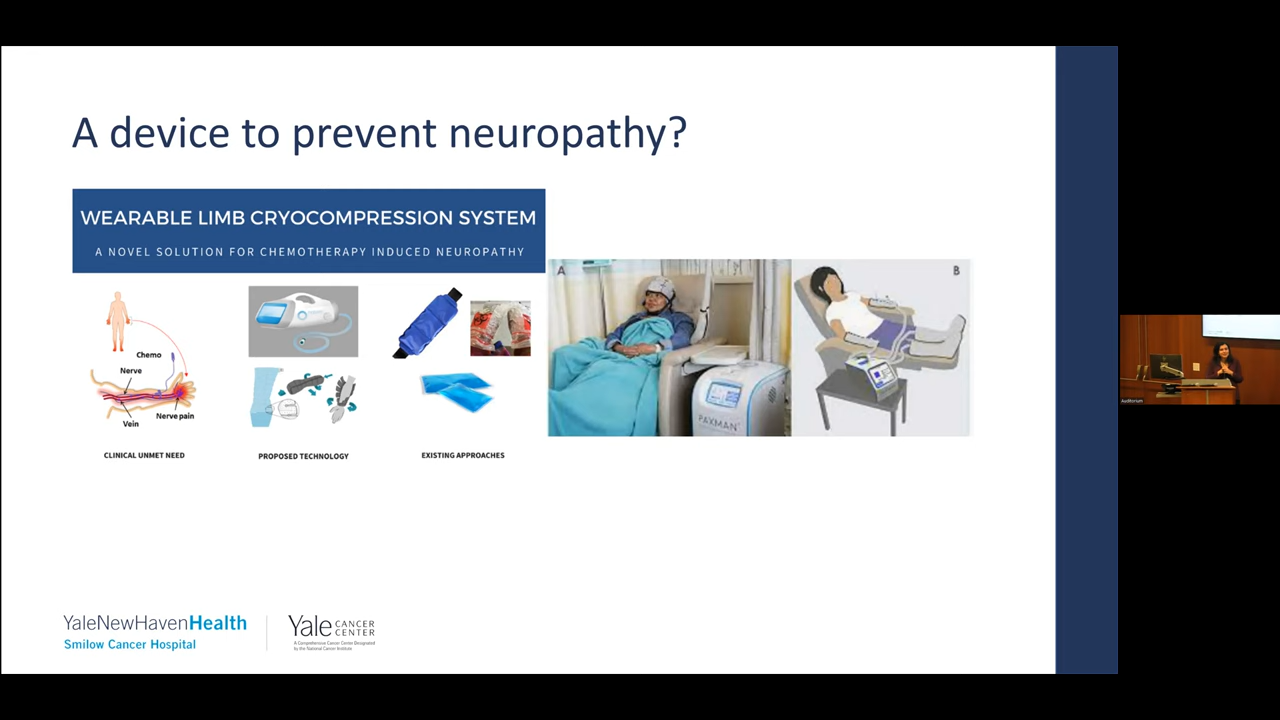 A device to prevent neuropathy?
WEARABLE LIMB CRYOCOMPRESSION SYSTEM
A NOVEL SOLUTION FOR CHEMOTHERAPY INDUCED NEUROPATHY
A
B
Chemo
Nerve
Nerve pain
Vein
PAXMAN
CLINICAL UNMET NEED
PROPOSED TECHNOLOGY
EXISTING APPROACHES
YaleNewHavenHealth
Smilow Cancer Hospital
Yale CANCER
CENTER
A Comprehensive Cancer Center Designated
by the National Cancer Institute
Auditorium